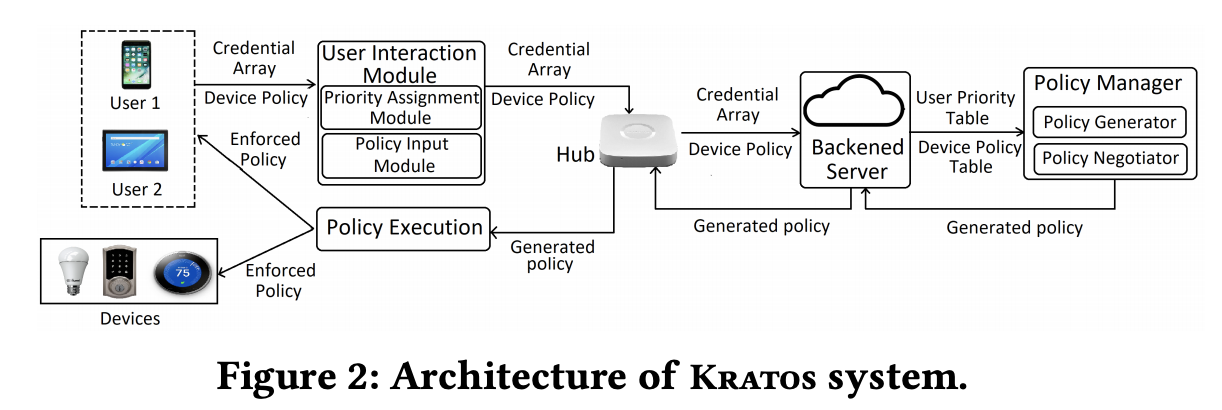 User 1
User 2
Credential
Array
Device Policy
Enforced
Policy
User Interaction
Module
Priority Assignment
Module
Policy Input
Module
Credential
Array
Device Policy
Hub
Credential
Array
Device Policy
Backened
Server
User Priority
Table
Device Policy
Table
Policy Manager
Policy Generator
Policy Negotiator
Generated policy
Generated policy
Generated
policy
Policy Execution
Enforced
Policy
75
Devices
Figure 2: Architecture of KRATOS system.